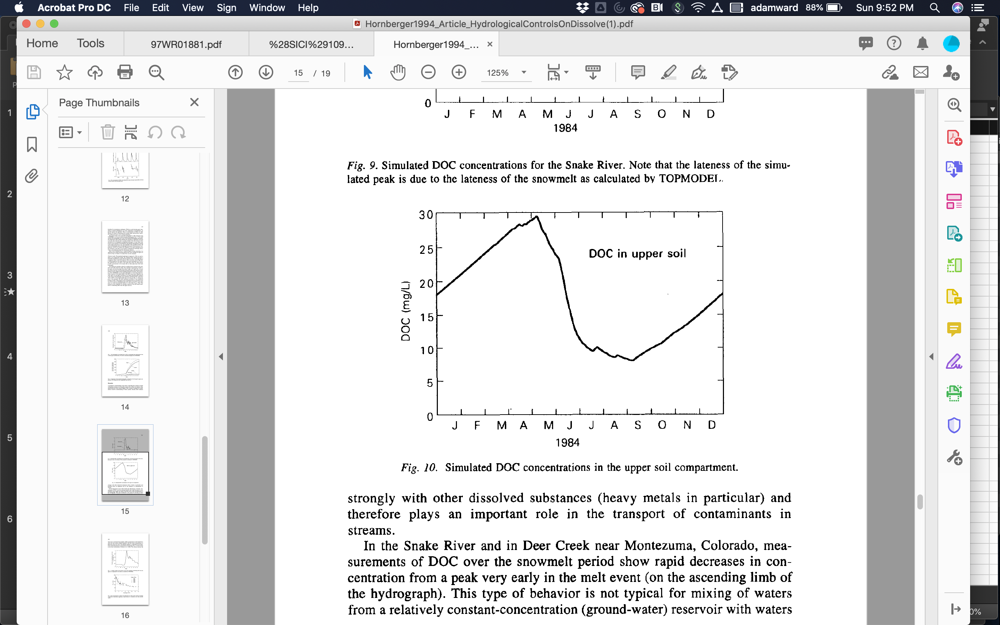 Acrobat Pro DC File Edit View Sign Window Help adamward 88% Sun 9:52 PM
Hornberger1994_Article_HydrologicalControlsOnDissolve(1).pdf
Home Tools 97WR01881.pdf %28SICI%29109... Hornberger1994_... ×
15 / 19 125%
Page Thumbnails
12
13
14
15
16
1
2
3
4
5
6
0
J F M A M J J A S O N D
1984
Fig. 9. Simulated DOC concentrations for the Snake River. Note that the lateness of the simu-
lated peak is due to the lateness of the snowmelt as calculated by TOPMODEL.
30
25
20
15
10
5
0
DOC (mg/L)
DOC in upper soil
J F M A M J J A S O N D
1984
Fig. 10. Simulated DOC concentrations in the upper soil compartment.
strongly with other dissolved substances (heavy metals in particular) and
therefore plays an important role in the transport of contaminants in
streams.
In the Snake River and in Deer Creek near Montezuma, Colorado, mea-
surements of DOC over the snowmelt period show rapid decreases in con-
centration from a peak very early in the melt event (on the ascending limb of
the hydrograph). This type of behavior is not typical for mixing of waters
from a relatively constant-concentration (ground-water) reservoir with waters
0%